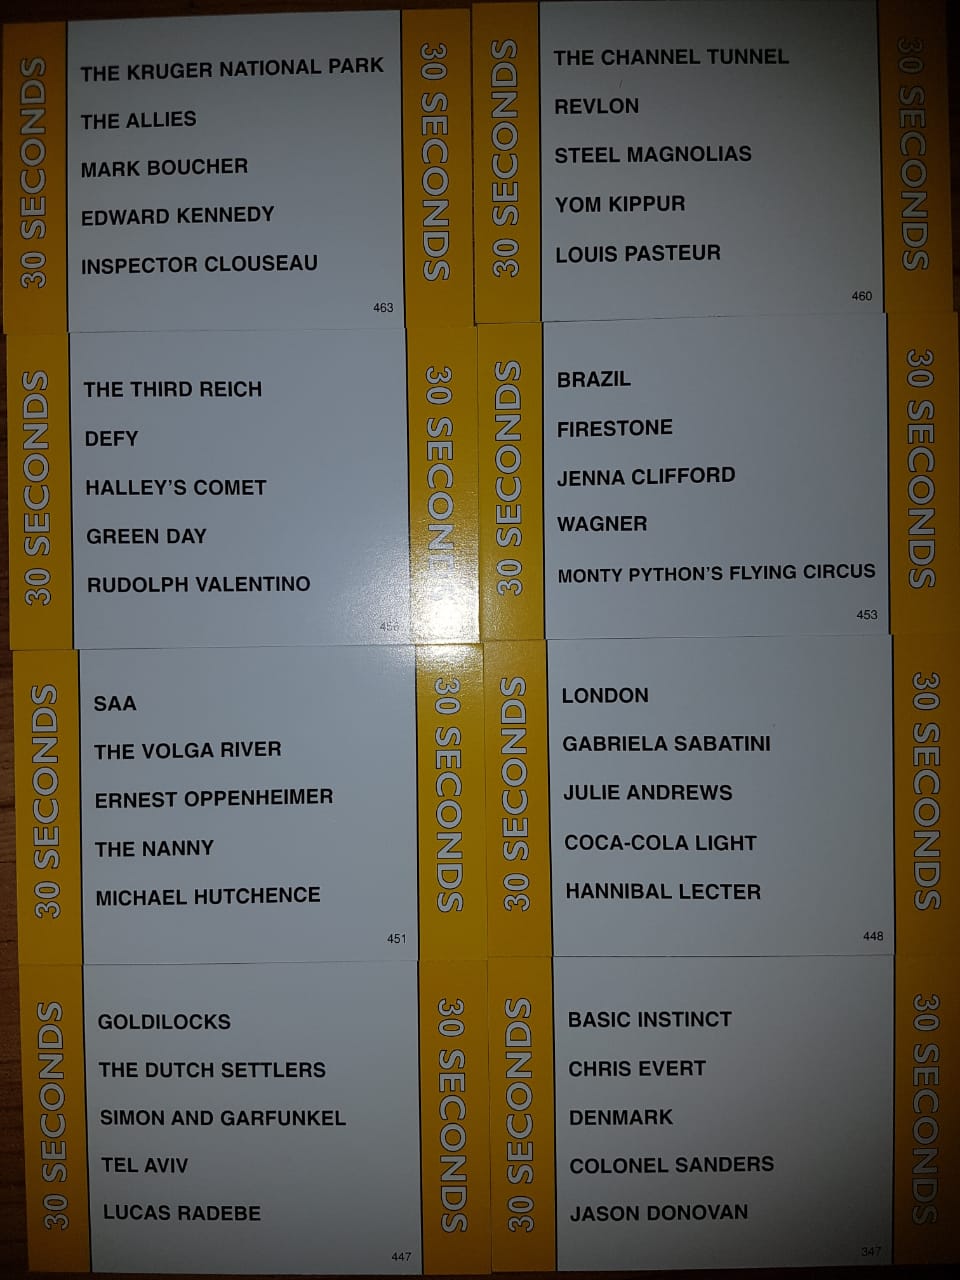 30 SECONDS
THE KRUGER NATIONAL PARK
THE ALLIES
MARK BOUCHER
EDWARD KENNEDY
INSPECTOR CLOUSEAU
463
30 SECONDS
30 SECONDS
THE CHANNEL TUNNEL
REVLON
STEEL MAGNOLIAS
YOM KIPPUR
LOUIS PASTEUR
460
30 SECONDS
30 SECONDS
THE THIRD REICH
DEFY
HALLEY'S COMET
GREEN DAY
RUDOLPH VALENTINO
30 SECONDS
30 SECONDS
BRAZIL
FIRESTONE
JENNA CLIFFORD
WAGNER
MONTY PYTHON'S FLYING CIRCUS
453
30 SECONDS
30 SECONDS
SAA
THE VOLGA RIVER
ERNEST OPPENHEIMER
THE NANNY
MICHAEL HUTCHENCE
451
30 SECONDS
30 SECONDS
LONDON
GABRIELA SABATINI
JULIE ANDREWS
COCA-COLA LIGHT
HANNIBAL LECTER
448
30 SECONDS
30 SECONDS
GOLDILOCKS
THE DUTCH SETTLERS
SIMON AND GARFUNKEL
TEL AVIV
LUCAS RADEBE
447
30 SECONDS
30 SECONDS
BASIC INSTINCT
CHRIS EVERT
DENMARK
COLONEL SANDERS
JASON DONOVAN
347
30 SECONDS